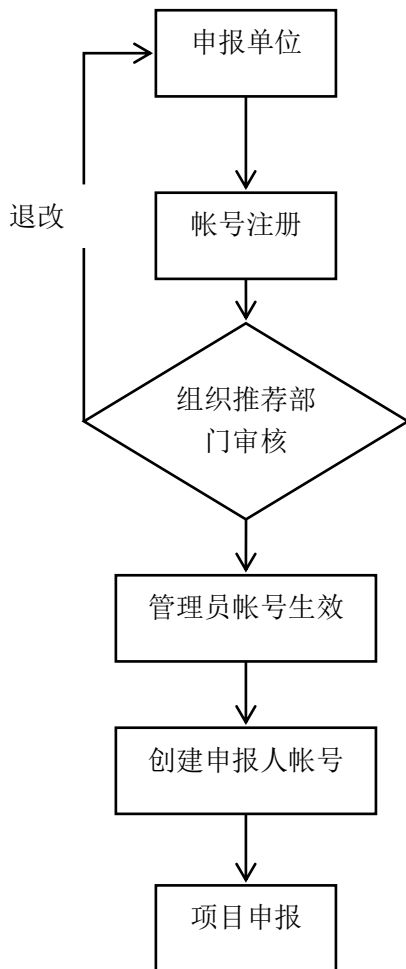 申报单位
退改
帐号注册
组织推荐部
门审核
管理员帐号生效
创建申报人帐号
项目申报